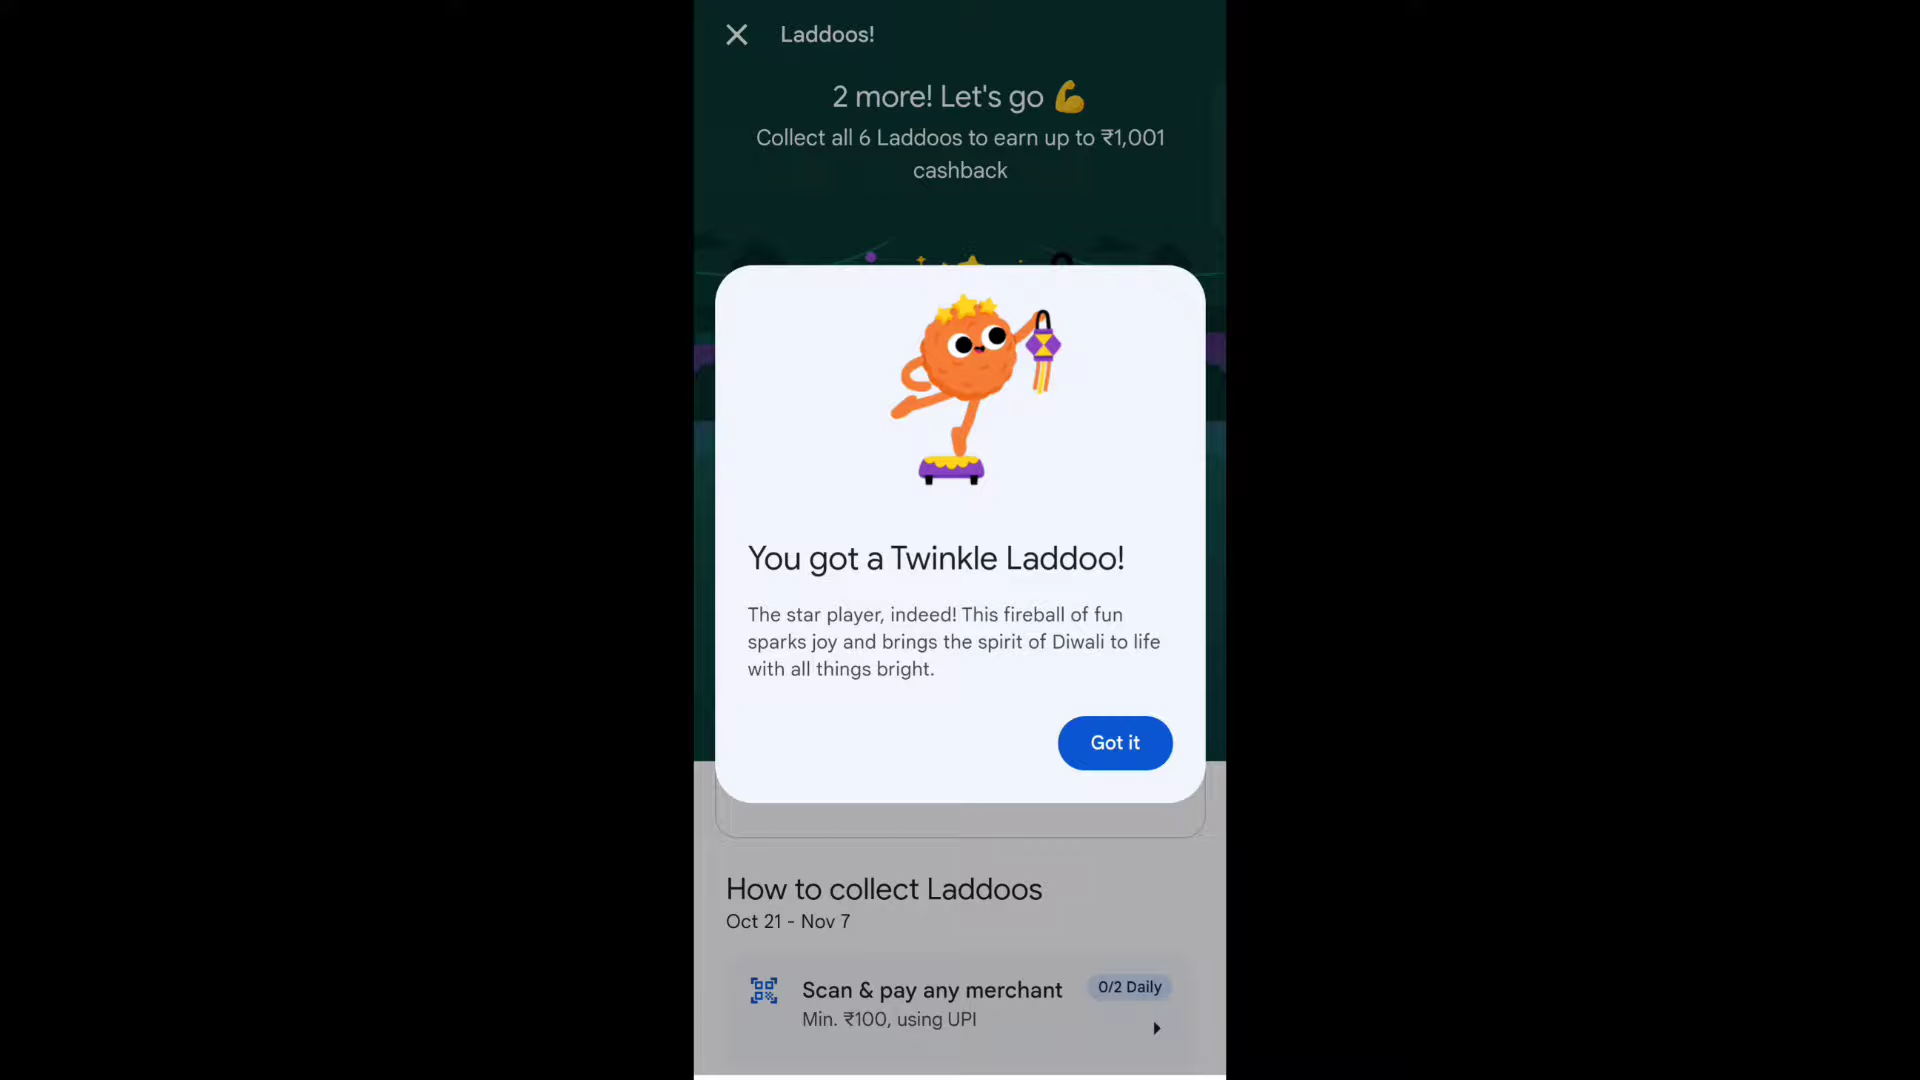 Laddoos!
2 more! Let's go 💪
Collect all 6 Laddoos to earn up to ₹1,001
cashback
You got a Twinkle Laddoo!
The star player, indeed! This fireball of fun
sparks joy and brings the spirit of Diwali to life
with all things bright.
Got it
How to collect Laddoos
Oct 21 - Nov 7
Scan & pay any merchant
0/2 Daily
Min. ₹100, using UPI